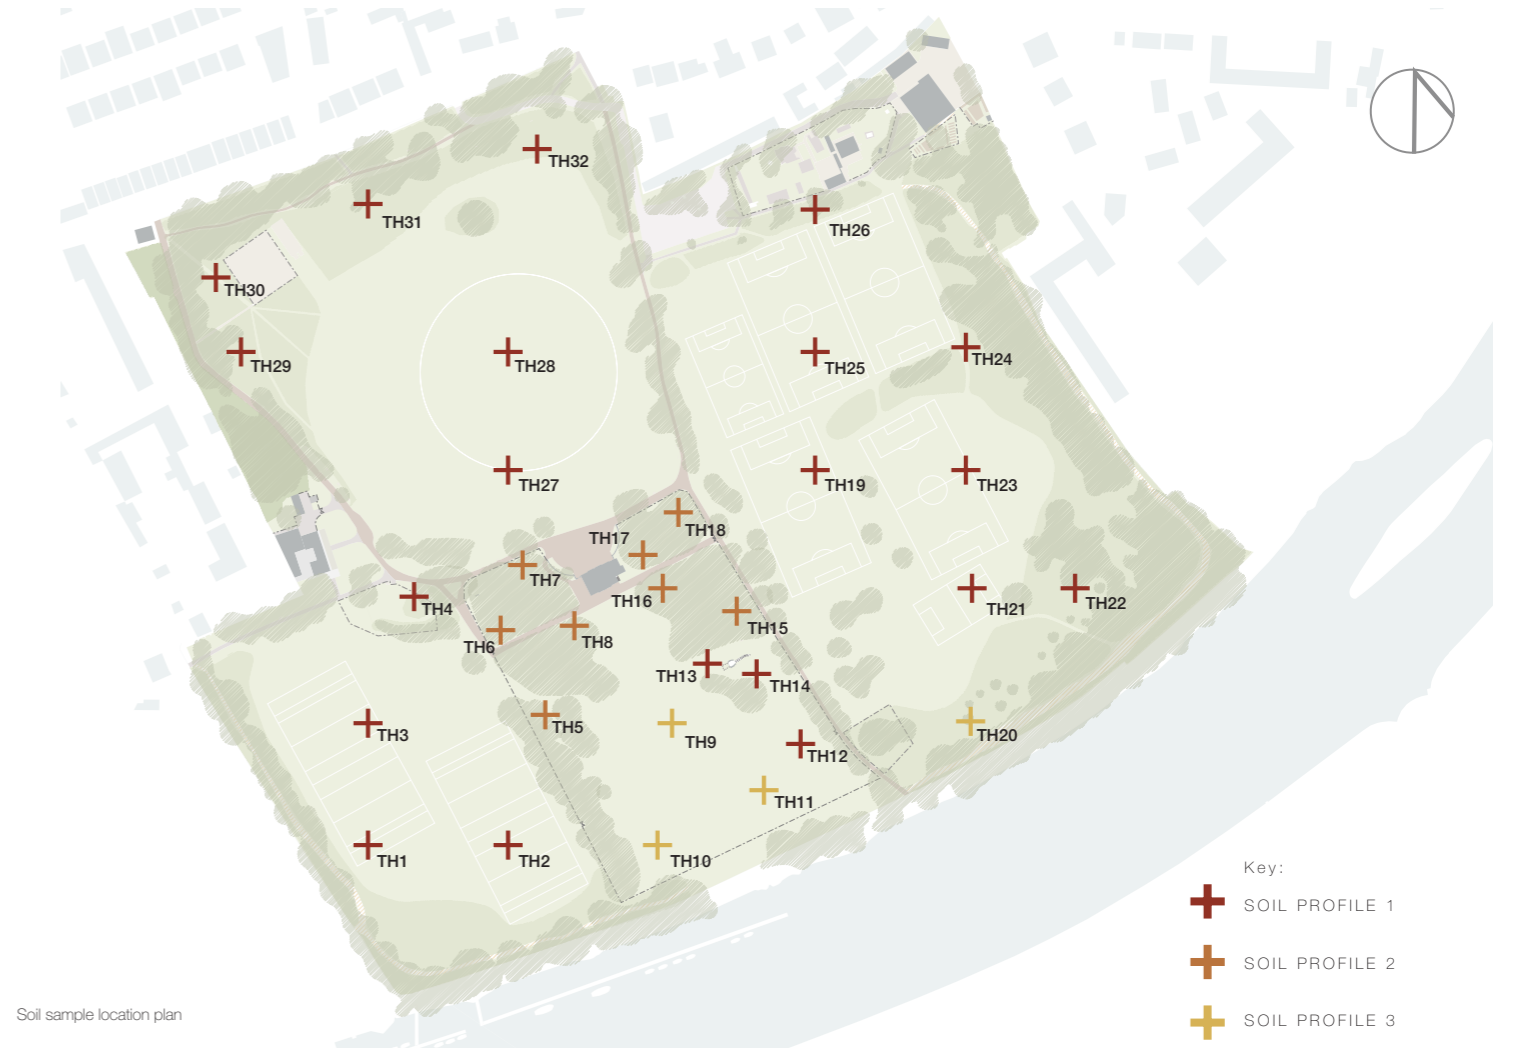 TH32
TH31
TH26
TH30
TH29
TH28
TH25
TH24
TH27
TH19
TH23
TH18
TH17
TH7
TH16
TH4
TH21
TH22
TH15
TH8
TH6
TH13
TH14
TH5
TH3
TH9
TH20
TH12
TH11
TH1
TH2
TH10
Key:
SOIL PROFILE 1
SOIL PROFILE 2
SOIL PROFILE 3
Soil sample location plan